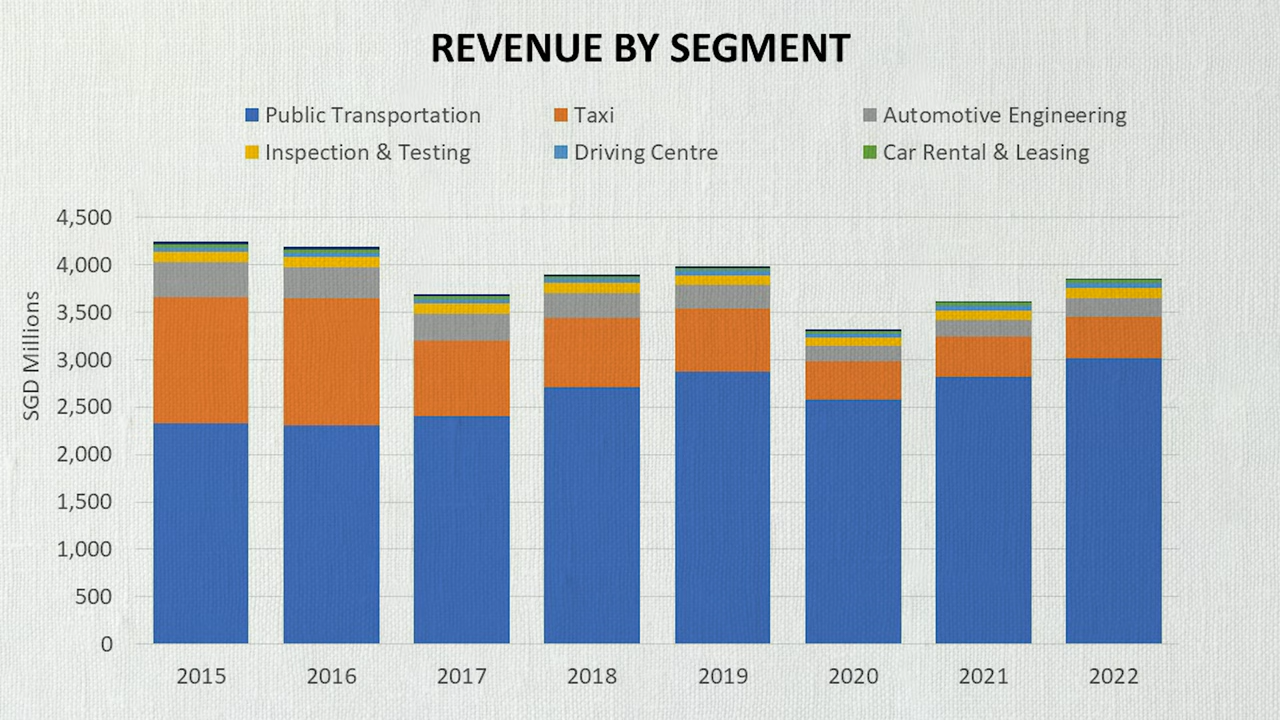 REVENUE BY SEGMENT
Public Transportation Taxi Automotive Engineering
Inspection & Testing Driving Centre Car Rental & Leasing
4,500
4,000
3,500
3,000
2,500
2,000
1,500
1,000
500
0
SGD Millions
2015 2016 2017 2018 2019 2020 2021 2022